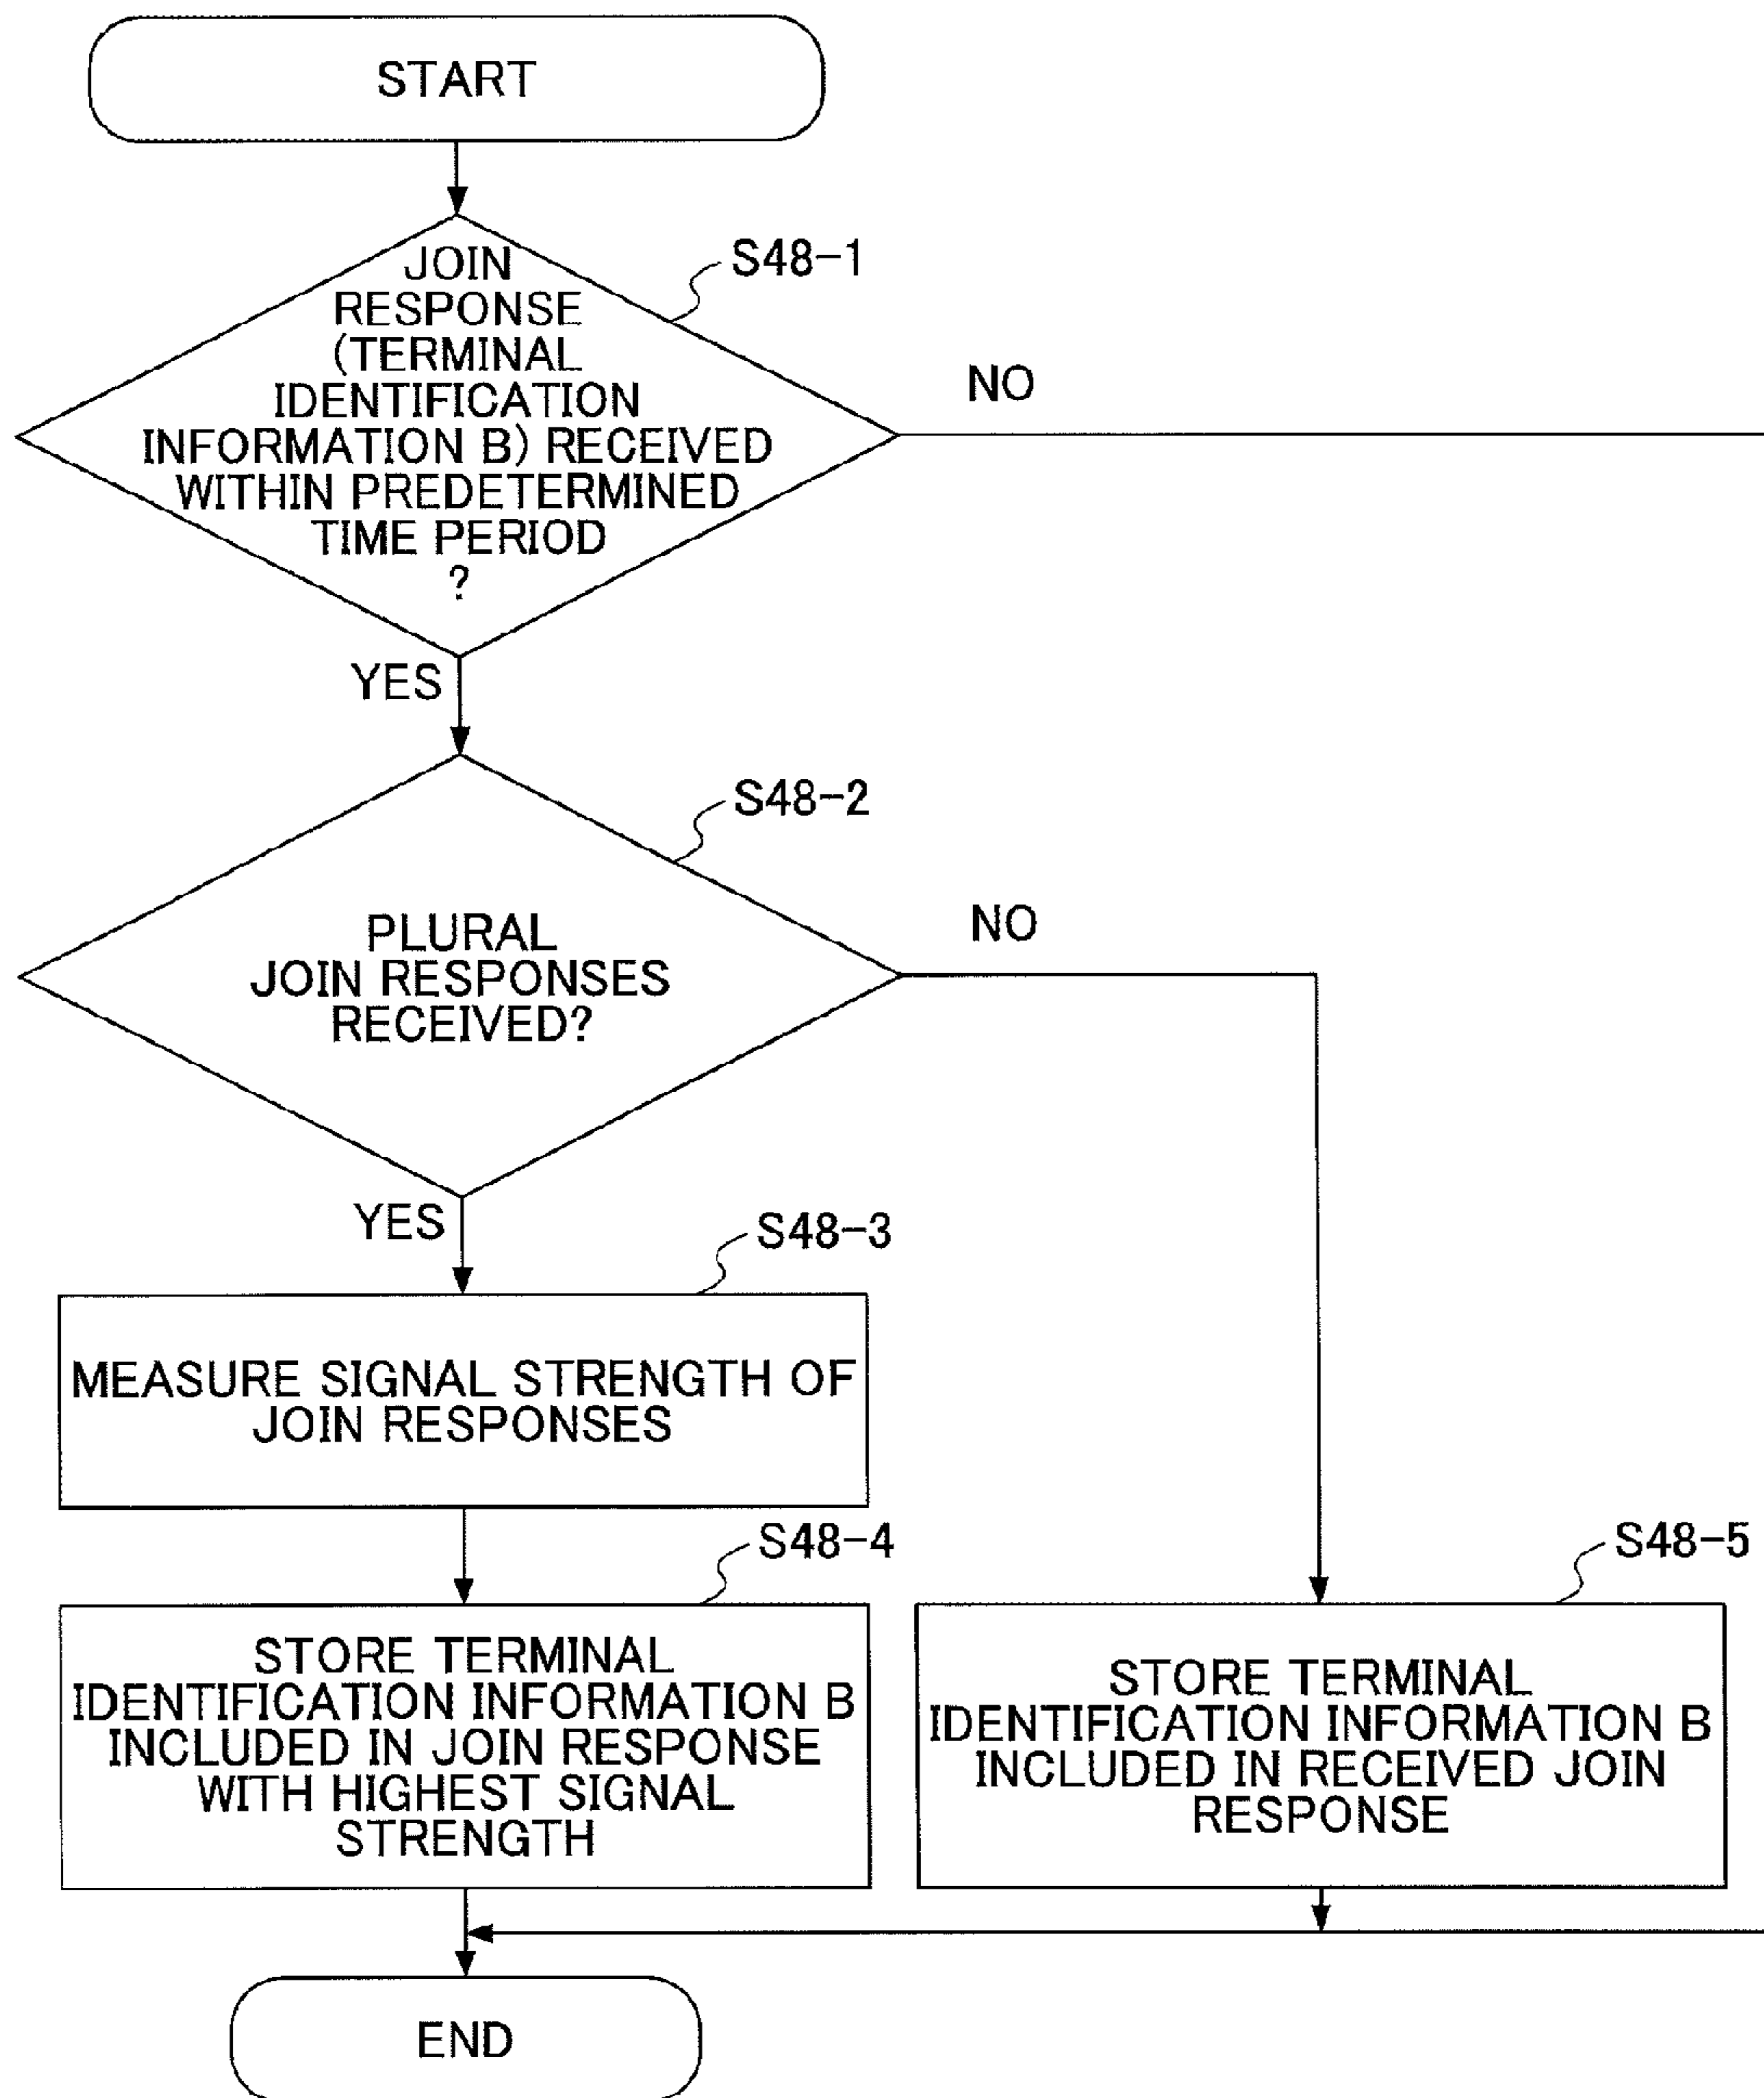 START
S48-1
JOIN
RESPONSE
(TERMINAL
IDENTIFICATION
INFORMATION B) RECEIVED
WITHIN PREDETERMINED
TIME PERIOD
?
NO
YES
S48-2
PLURAL
JOIN RESPONSES
RECEIVED?
NO
YES
S48-3
MEASURE SIGNAL STRENGTH OF
JOIN RESPONSES
S48-4
STORE TERMINAL
IDENTIFICATION INFORMATION B
INCLUDED IN JOIN RESPONSE
WITH HIGHEST SIGNAL
STRENGTH
S48-5
STORE TERMINAL
IDENTIFICATION INFORMATION B
INCLUDED IN RECEIVED JOIN
RESPONSE
END